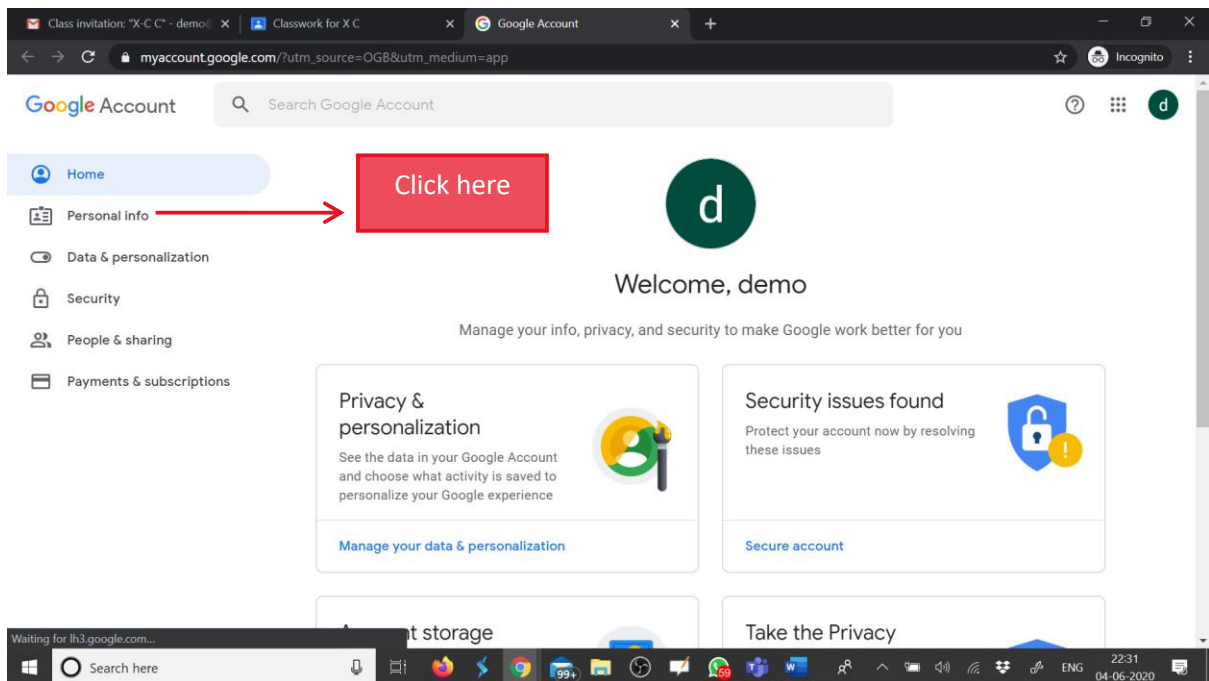 Class invitation: "X-C C" - demo
Classwork for X C
Google Account
myaccount.google.com/?utm_source=OGB&utm_medium=app
Incognito
Google Account
Search Google Account
d
Home
Click here
Personal info
d
Data & personalization
Security
Welcome, demo
People & sharing
Manage your info, privacy, and security to make Google work better for you
Payments & subscriptions
Privacy &
personalization
See the data in your Google Account
and choose what activity is saved to
personalize your Google experience
Manage your data & personalization
Security issues found
Protect your account now by resolving
these issues
Secure account
storage
Take the Privacy
Waiting for lh3.google.com...
Search here
99+
69
ENG
22:31
04-06-2020